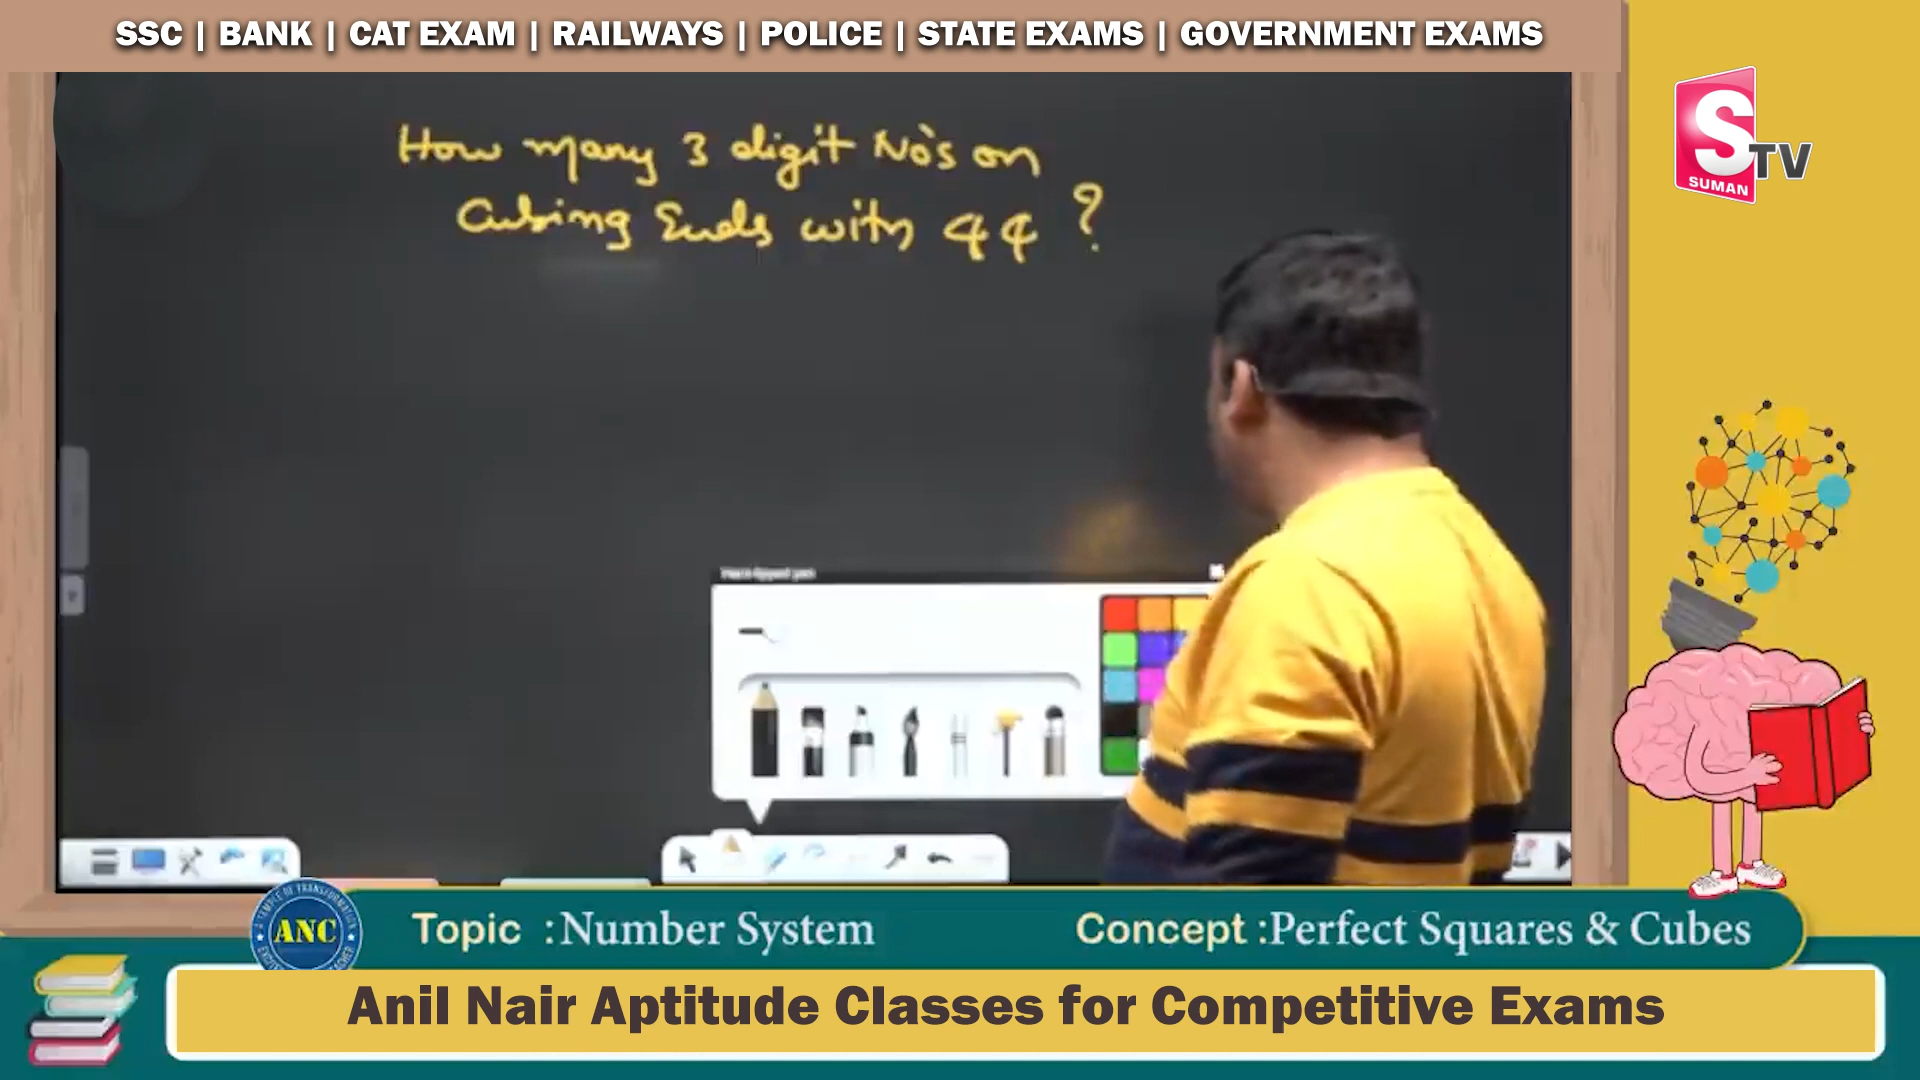 SSC | BANK | CAT EXAM | RAILWAYS | POLICE | STATE EXAMS | GOVERNMENT EXAMS
S TV
SUMAN
How many 3 digit No's on
Cubing Ends with 44 ?
ANC
Topic : Number System
Concept : Perfect Squares & Cubes
Anil Nair Aptitude Classes for Competitive Exams